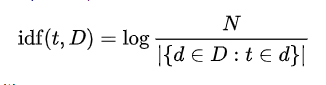 idf(t, D) = log N / |{d ∈ D : t ∈ d}|